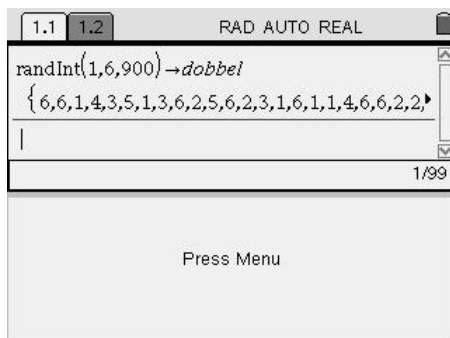 1.1 1.2 RAD AUTO REAL
randInt(1,6,900)→dobbel
{6,6,1,4,3,5,1,3,6,2,5,6,2,3,1,6,1,1,4,6,6,2,2,▸
1/99
Press Menu